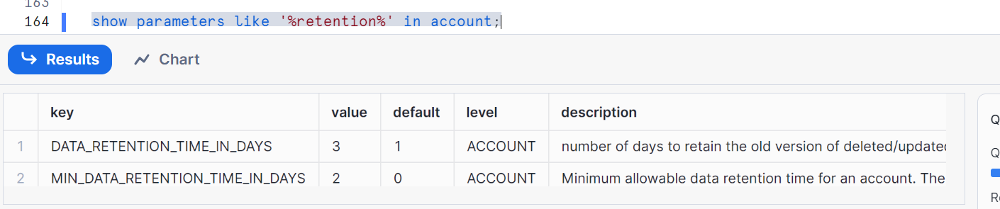 163
164 show parameters like '%retention%' in account;
Results Chart
key value default level description
1 DATA_RETENTION_TIME_IN_DAYS 3 1 ACCOUNT number of days to retain the old version of deleted/updated
Q
2 MIN_DATA_RETENTION_TIME_IN_DAYS 2 0 ACCOUNT Minimum allowable data retention time for an account. The